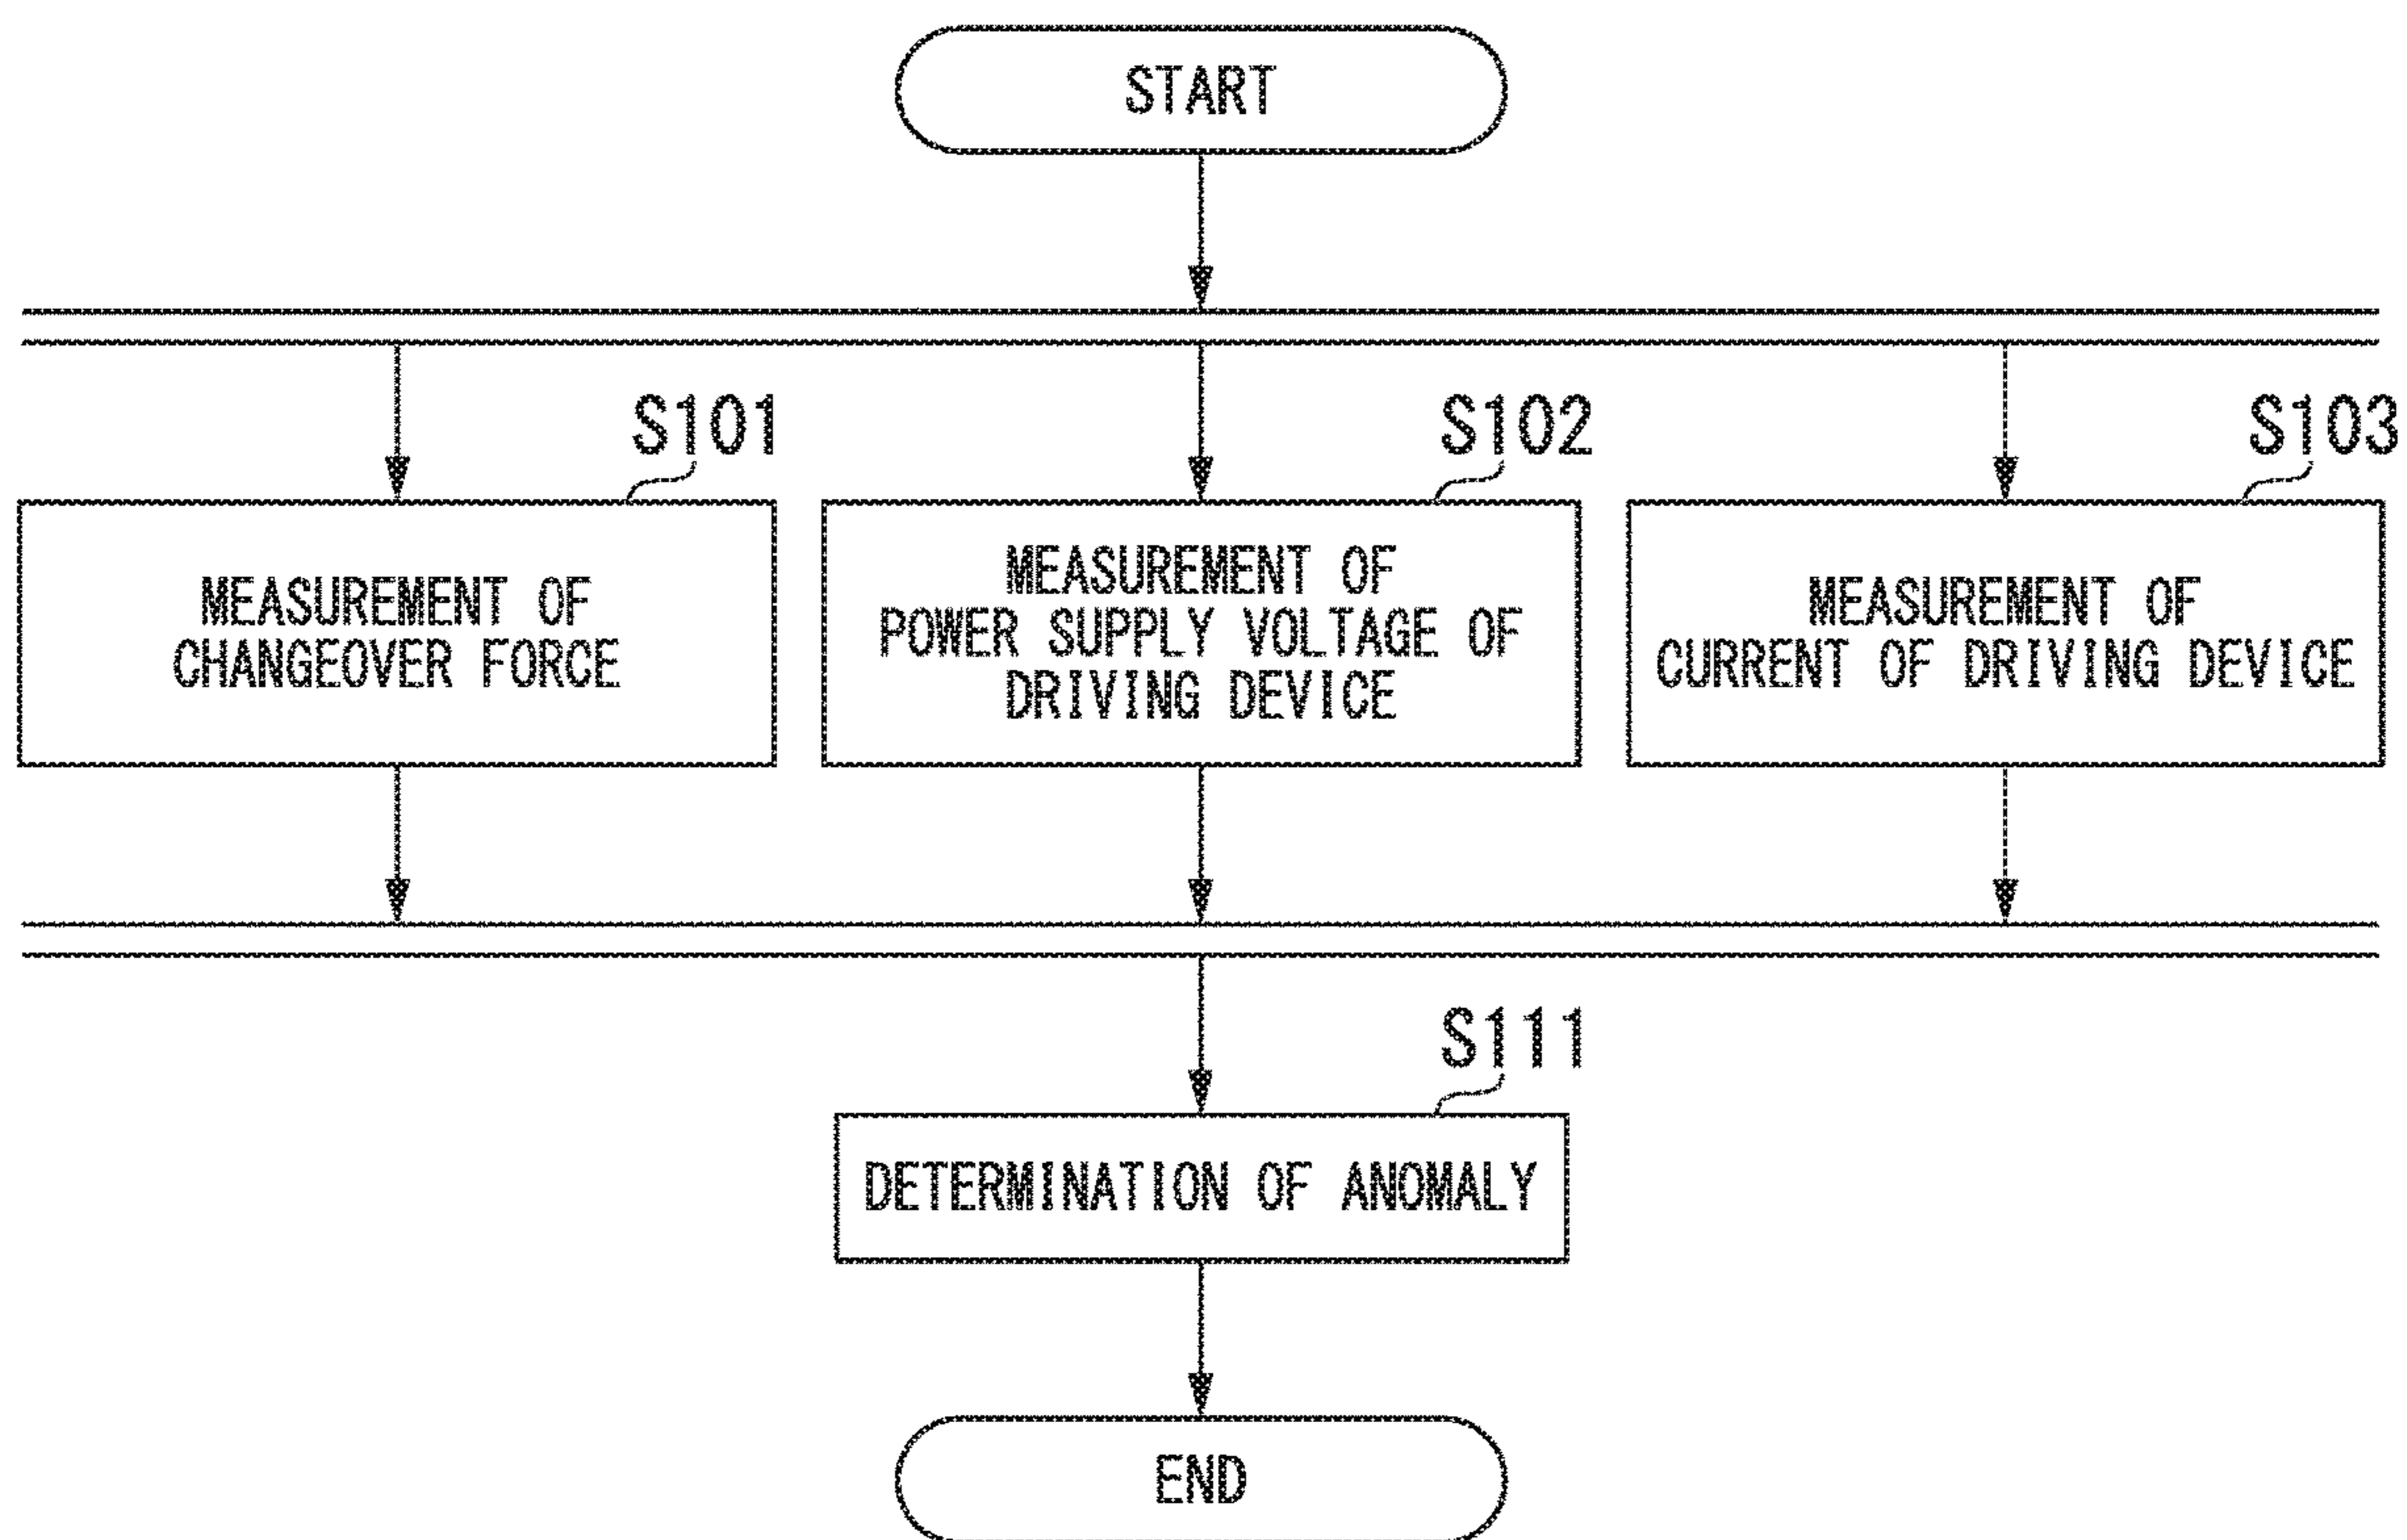 START
S101
S102
S103
MEASUREMENT OF
CHANGEOVER FORCE
MEASUREMENT OF
POWER SUPPLY VOLTAGE OF
DRIVING DEVICE
MEASUREMENT OF
CURRENT OF DRIVING DEVICE
S111
DETERMINATION OF ANOMALY
END